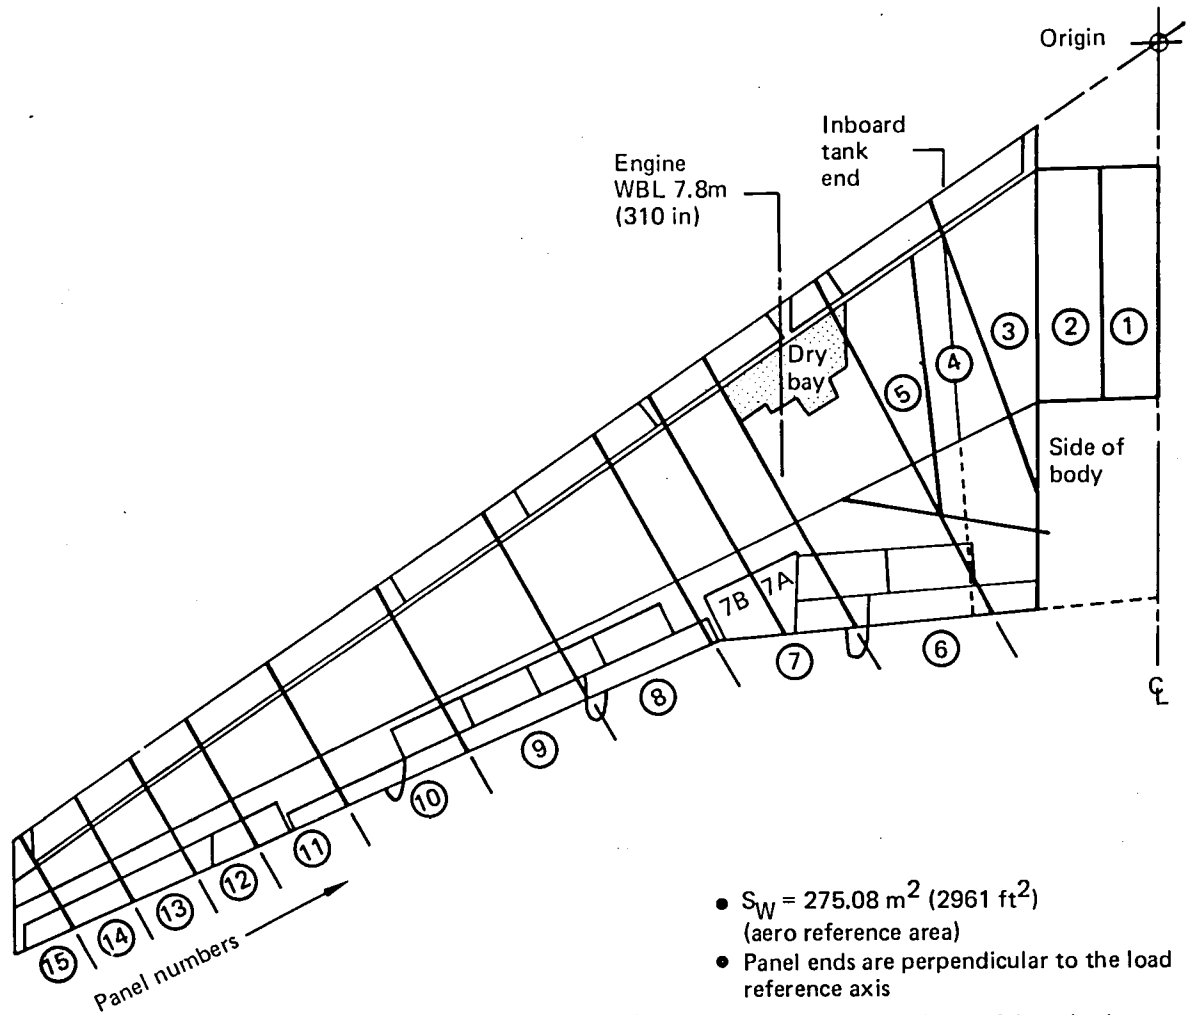 Origin
Inboard
tank
end
Engine
WBL 7.8m
(310 in)
Dry
bay
5
4
3
2
1
Side of
body
7B
7A
6
7
8
9
10
11
12
13
14
15
Panel numbers
℄
● SW = 275.08 m2 (2961 ft2)
(aero reference area)
● Panel ends are perpendicular to the load
reference axis